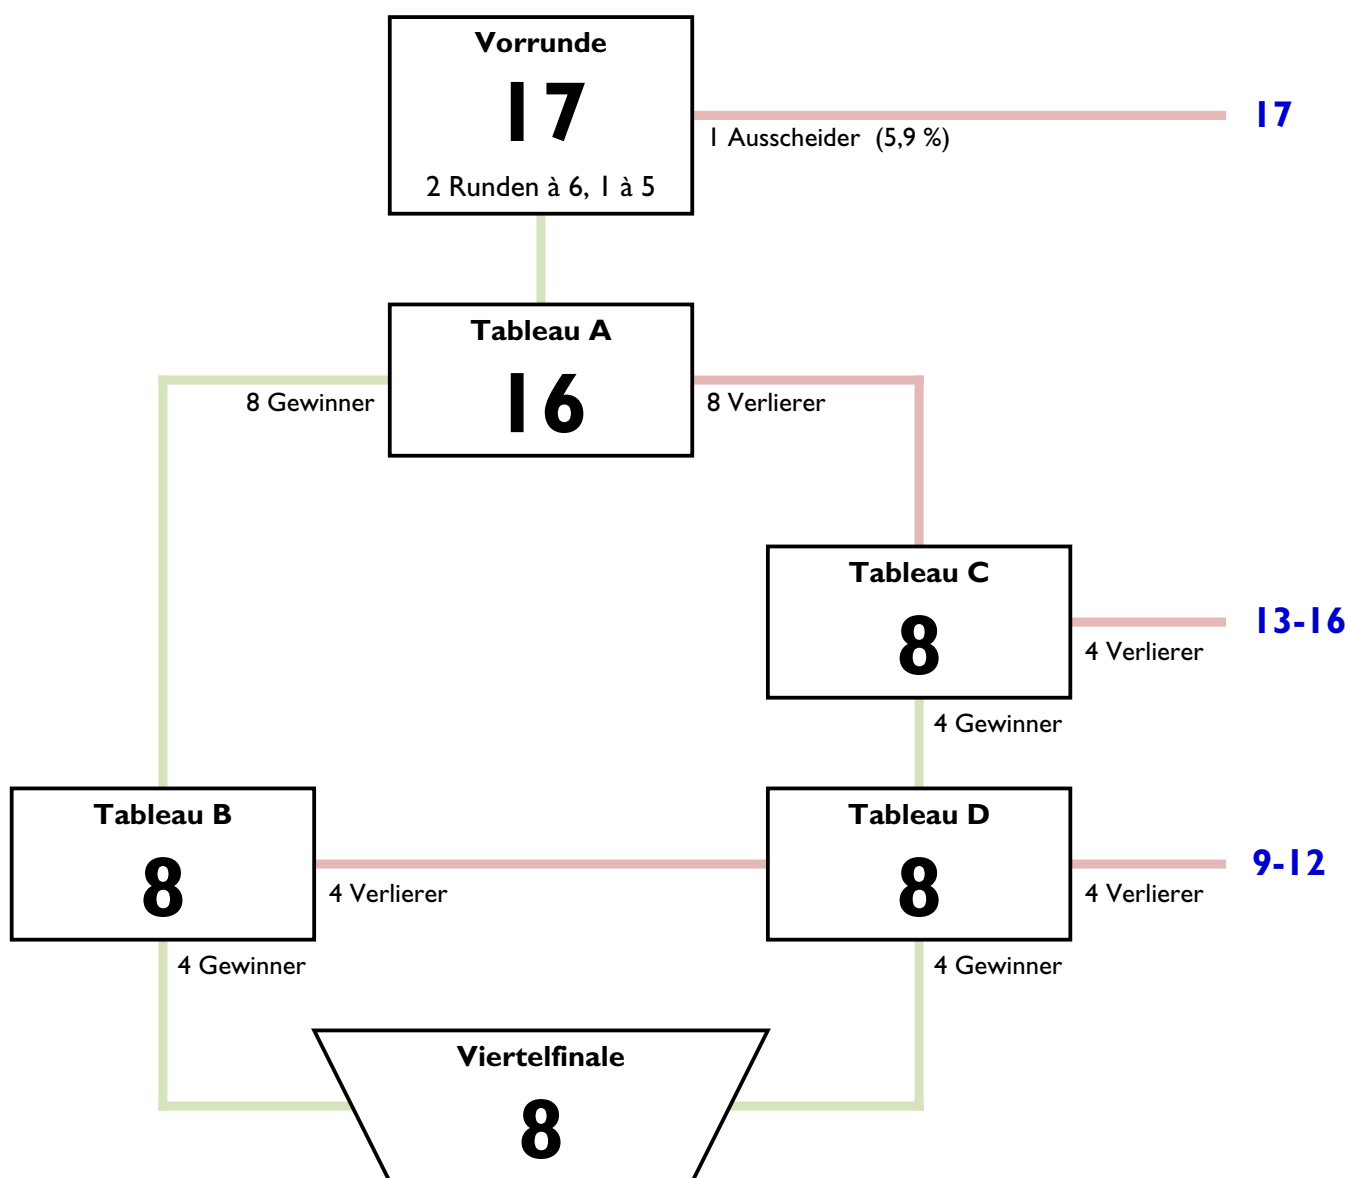 Vorrunde
17
2 Runden à 6, 1 à 5
1 Ausscheider (5,9 %)
17
Tableau A
16
8 Gewinner
8 Verlierer
Tableau C
8
4 Verlierer
13-16
4 Gewinner
Tableau B
8
4 Verlierer
4 Gewinner
Tableau D
8
4 Verlierer
9-12
4 Gewinner
Viertelfinale
8